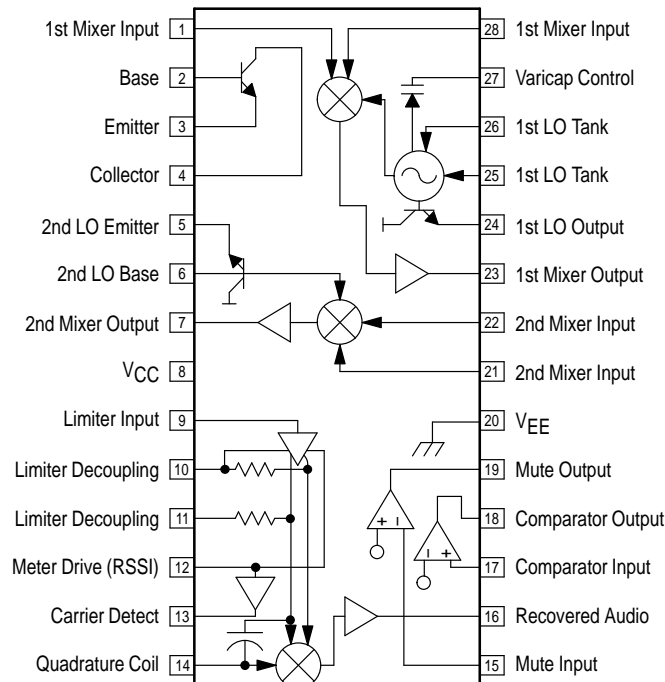 1st Mixer Input 1
Base 2
Emitter 3
Collector 4
2nd LO Emitter 5
2nd LO Base 6
2nd Mixer Output 7
VCC 8
Limiter Input 9
Limiter Decoupling 10
Limiter Decoupling 11
Meter Drive (RSSI) 12
Carrier Detect 13
Quadrature Coil 14
28 1st Mixer Input
27 Varicap Control
26 1st LO Tank
25 1st LO Tank
24 1st LO Output
23 1st Mixer Output
22 2nd Mixer Input
21 2nd Mixer Input
20 VEE
19 Mute Output
18 Comparator Output
17 Comparator Input
16 Recovered Audio
15 Mute Input
+ –
– +